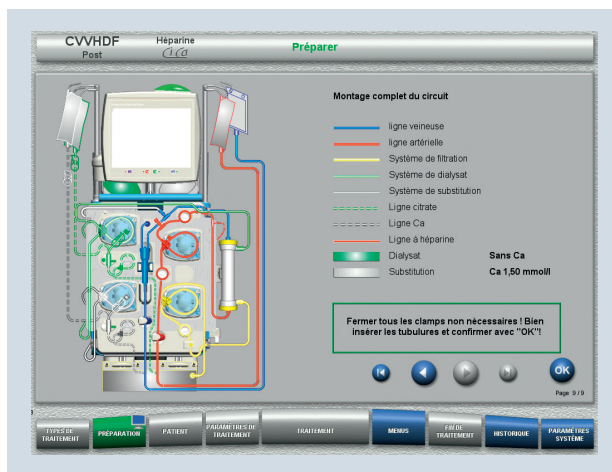 CVVHDF
Post
Héparine
Ci Ca
Préparer
Montage complet du circuit
ligne veineuse
ligne artérielle
Système de filtration
Système de dialysat
Système de substitution
Ligne citrate
Ligne Ca
Ligne à héparine
Dialysat Sans Ca
Substitution Ca 1,50 mmol/l
Fermer tous les clamps non nécessaires ! Bien
insérer les tubulures et confirmer avec "OK"!
OK
Page 9 / 9
TYPES DE
TRAITEMENT
PRÉPARATION
PATIENT
PARAMÈTRES DE
TRAITEMENT
TRAITEMENT
MENUS
FIN DE
TRAITEMENT
HISTORIQUE
PARAMÈTRES
SYSTÈME